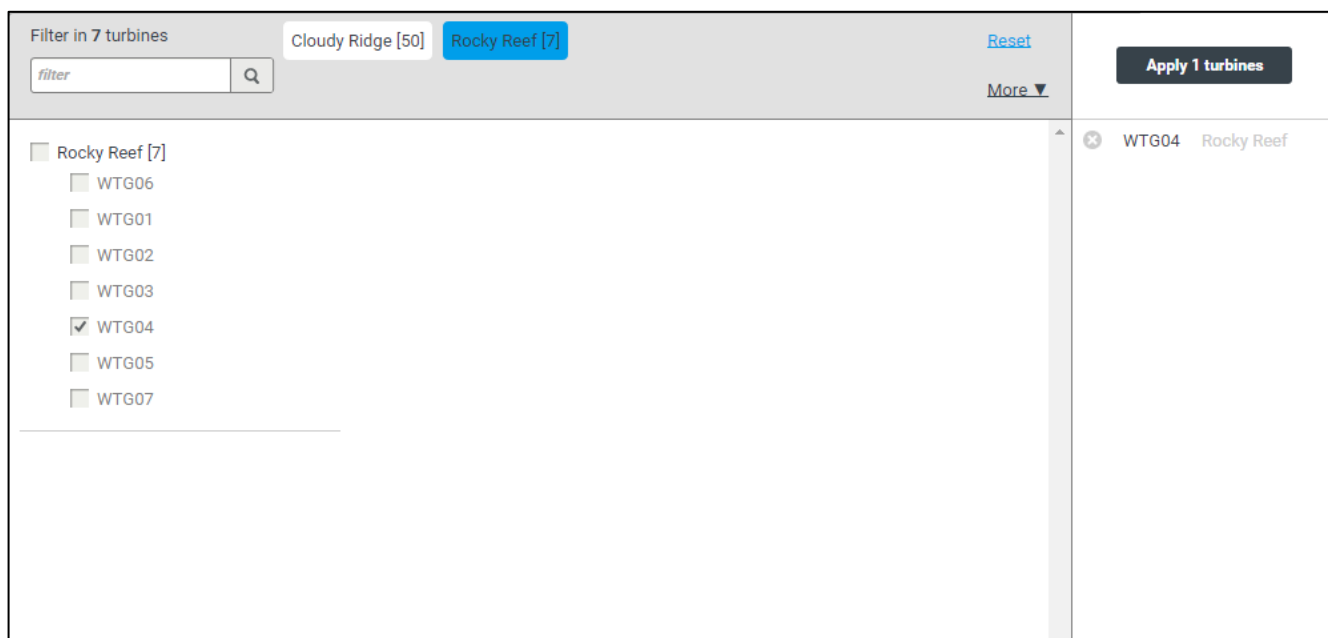 Filter in 7 turbines
filter
Cloudy Ridge [50]
Rocky Reef [7]
Reset
More ▼
Apply 1 turbines
Rocky Reef [7]
WTG06
WTG01
WTG02
WTG03
WTG04
WTG05
WTG07
WTG04 Rocky Reef